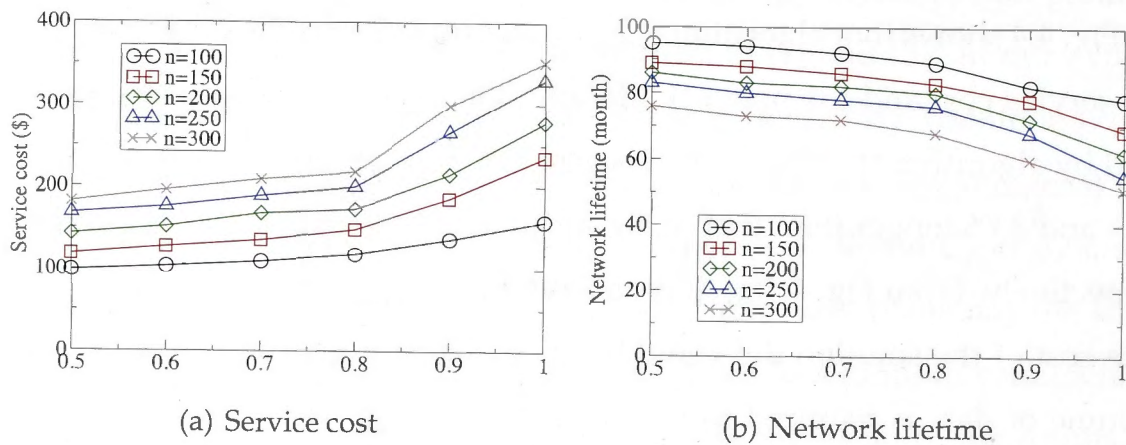 400
300
200
100
0
Service cost ($)
n=100
n=150
n=200
n=250
n=300
0.5 0.6 0.7 0.8 0.9 1
(a) Service cost
100
80
60
40
20
0
Network lifetime (month)
n=100
n=150
n=200
n=250
n=300
0.5 0.6 0.7 0.8 0.9 1
(b) Network lifetime